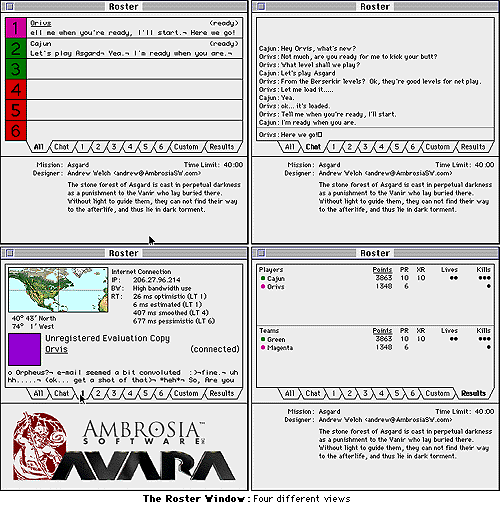 Roster
1 Orivs (ready)
ell me when you're ready, I'll start.¬ Here we go!
2 Cajun (ready)
Let's play Asgard¬ Yea.¬ I'm ready when you are.¬
3
4
5
6
All Chat 1 2 3 4 5 6 Custom Results
Mission: Asgard Time Limit: 40:00
Designer: Andrew Welch <andrew@AmbrosiaSW.com>
The stone forest of Asgard is cast in perpetual darkness
as a punishment to the Vanir who lay buried there.
Without light to guide them, they can not find their way
to the afterlife, and thus lie in dark torment.
Roster
Cajun: Hey Orvis, what's new?
Orivs: Not much, are you ready for me to kick your butt?
Orivs: What level shall we play?
Cajun: Let's play Asgard
Orivs: From the Berserkir levels? Ok, they're good levels for net play.
Orivs: Let me load it.....
Cajun: Yea.
Orivs: ok... it's loaded.
Orivs: Tell me when you're ready, I'll start.
Cajun: I'm ready when you are.
Orivs: Here we go!
All Chat 1 2 3 4 5 6 Custom Results
Mission: Asgard Time Limit: 40:00
Designer: Andrew Welch <andrew@AmbrosiaSW.com>
The stone forest of Asgard is cast in perpetual darkness
as a punishment to the Vanir who lay buried there.
Without light to guide them, they can not find their way
to the afterlife, and thus lie in dark torment.
Roster
Internet Connection
IP: 206.27.96.214
BW: High bandwidth use
RT: 26 ms optimistic (LT 1)
6 ms estimated (LT 1)
407 ms smoothed (LT 4)
677 ms pessimistic (LT 6)
40° 43' North
74° 1' West
Unregistered Evaluation Copy
Orivs (connected)
o Orpheus?¬ e-mail seemed a bit convoluted :)¬fine.¬ uh
hh.....¬ (ok... get a shot of that)¬ *heh*¬ So, Are you
All Chat 1 2 3 4 5 6 Custom Results
AMBROSIA
SOFTWARE
AVARA
Roster
Players Points PR XR Lives Kills
Cajun 3863 10 10 •• •••
Orivs 1348 6 •
Teams Points PR XR Lives Kills
Green 3863 10 10 •• •••
Magenta 1348 6 •
All Chat 1 2 3 4 5 6 Custom Results
Mission: Asgard Time Limit: 40:00
Designer: Andrew Welch <andrew@AmbrosiaSW.com>
The stone forest of Asgard is cast in perpetual darkness
as a punishment to the Vanir who lay buried there.
Without light to guide them, they can not find their way
to the afterlife, and thus lie in dark torment.
The Roster Window: Four different views